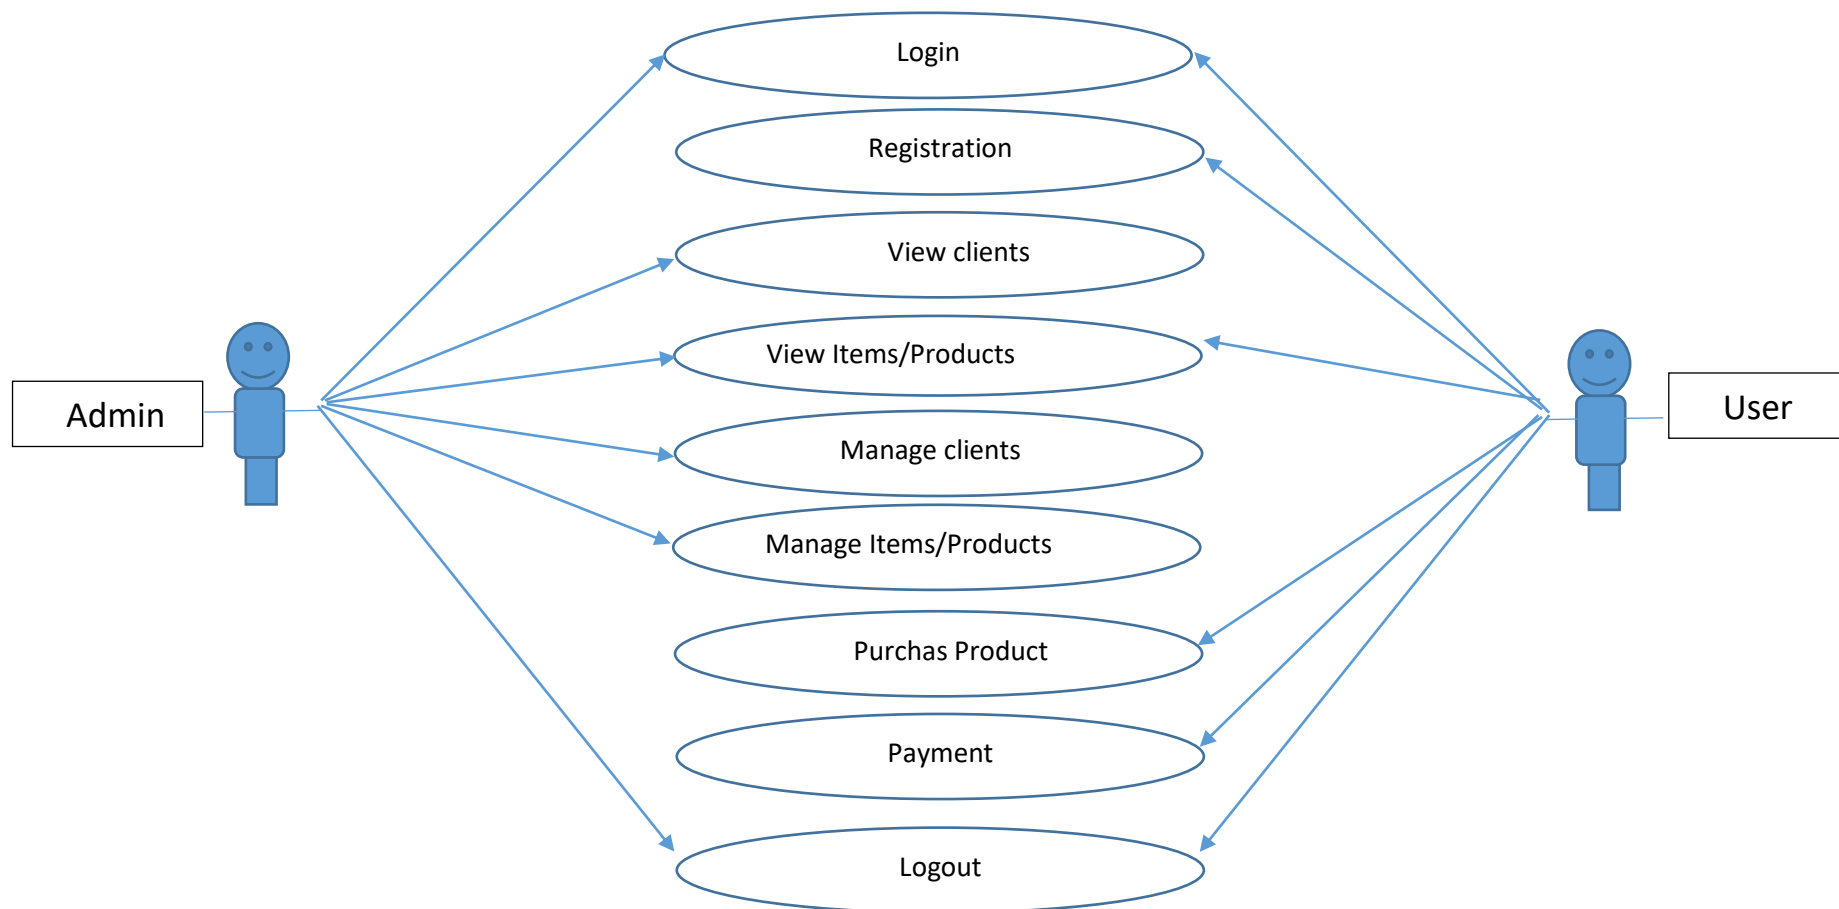 Login
Registration
View clients
View Items/Products
Admin
User
Manage clients
Manage Items/Products
Purchas Product
Payment
Logout